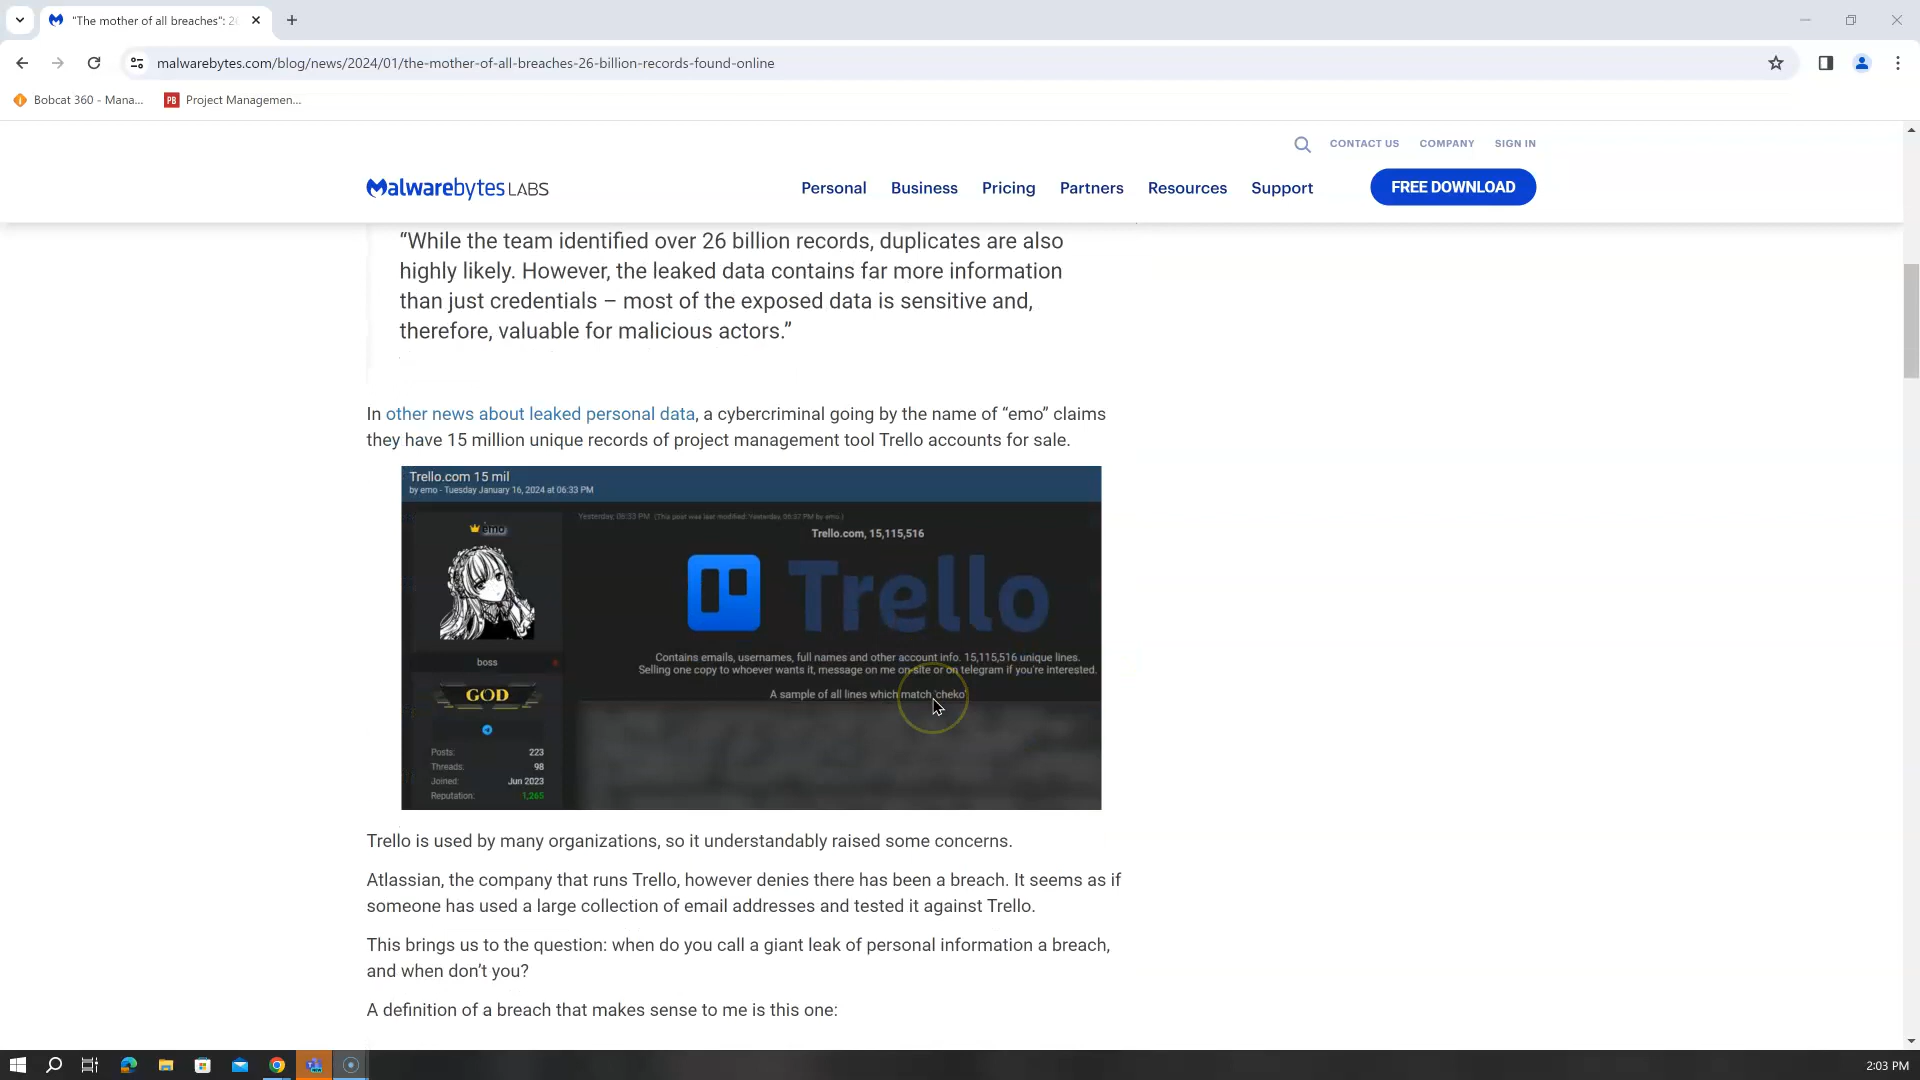 "The mother of all breaches": 2
malwarebytes.com/blog/news/2024/01/the-mother-of-all-breaches-26-billion-records-found-online
Bobcat 360 - Mana...
PB Project Managemen...
CONTACT US COMPANY SIGN IN
Malwarebytes LABS
Personal Business Pricing Partners Resources Support FREE DOWNLOAD
“While the team identified over 26 billion records, duplicates are also
highly likely. However, the leaked data contains far more information
than just credentials – most of the exposed data is sensitive and,
therefore, valuable for malicious actors.”
In other news about leaked personal data, a cybercriminal going by the name of “emo” claims
they have 15 million unique records of project management tool Trello accounts for sale.
Trello.com 15 mil
by emo - Tuesday January 16, 2024 at 06:33 PM
Yesterday, 06:33 PM (This post was last modified: Yesterday, 06:37 PM by emo.)
emo
Trello.com, 15,115,516
Trello
Contains emails, usernames, full names and other account info. 15,115,516 unique lines.
Selling one copy to whoever wants it, message on me on-site or on telegram if you're interested.
A sample of all lines which match 'cheko'
boss
GOD
Posts: 223
Threads: 98
Joined: Jun 2023
Reputation: 1,265
Trello is used by many organizations, so it understandably raised some concerns.
Atlassian, the company that runs Trello, however denies there has been a breach. It seems as if
someone has used a large collection of email addresses and tested it against Trello.
This brings us to the question: when do you call a giant leak of personal information a breach,
and when don’t you?
A definition of a breach that makes sense to me is this one:
2:03 PM